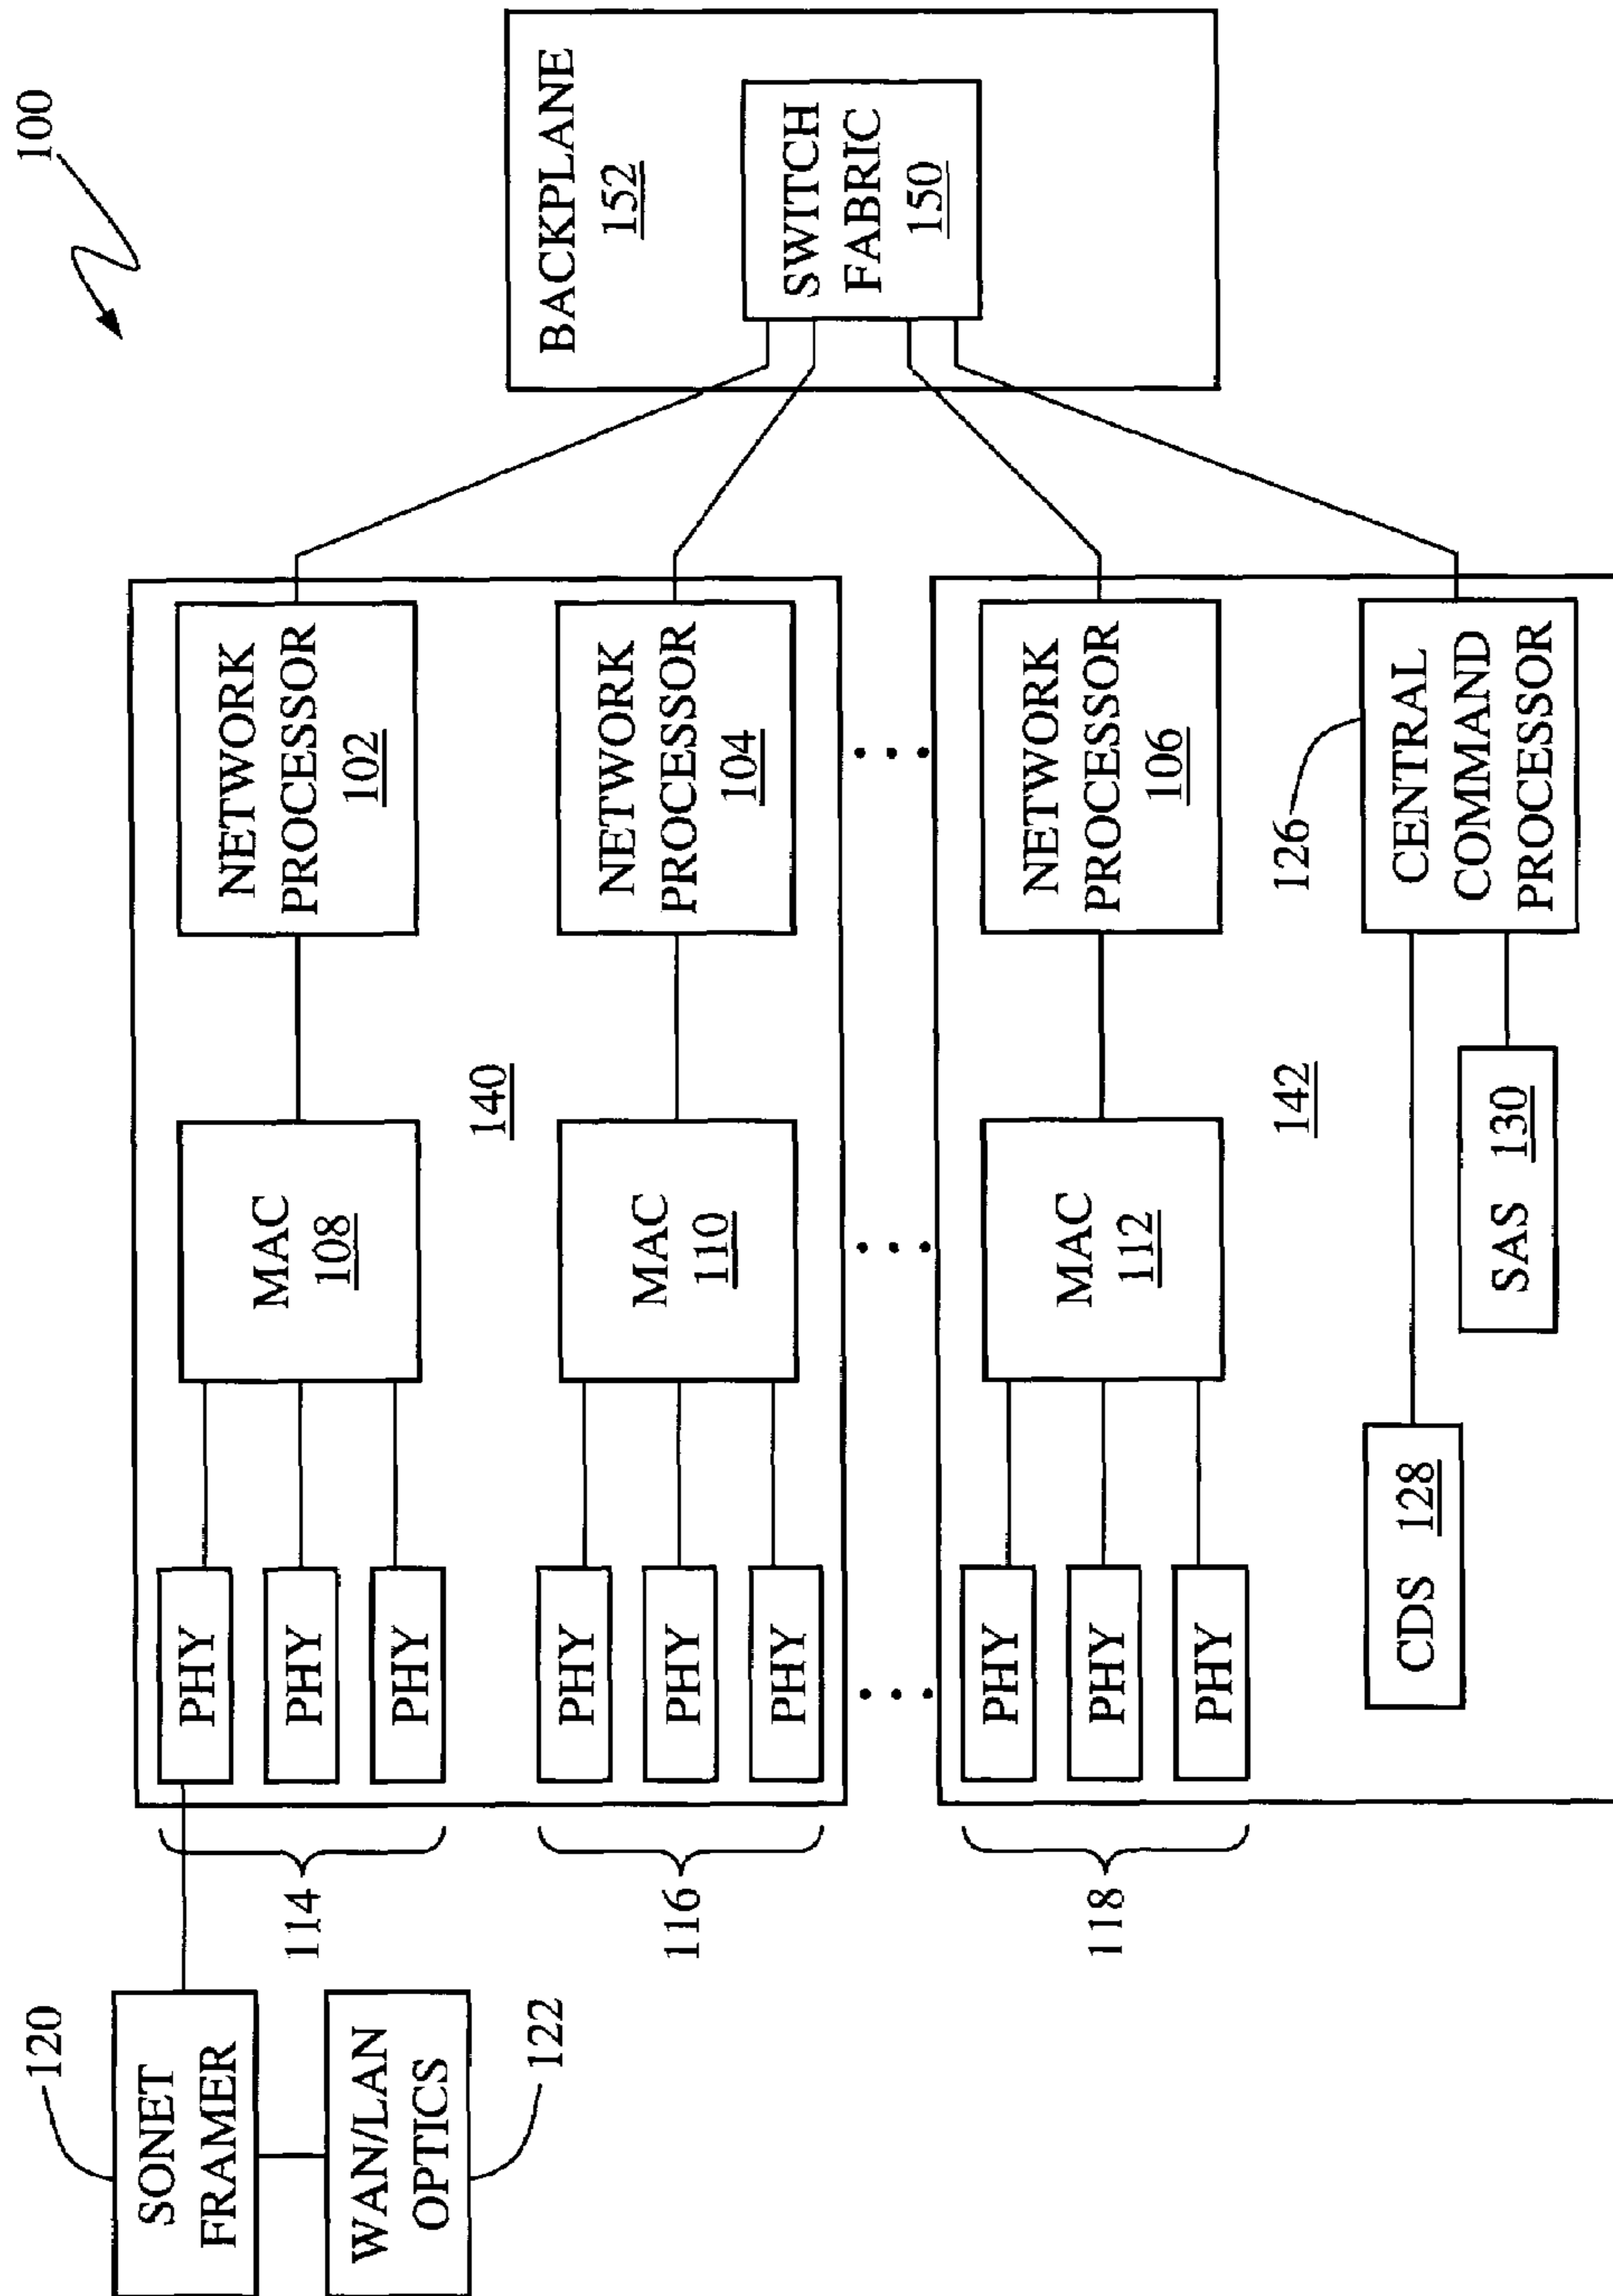 100
120
SONET
FRAMER
WAN/LAN
OPTICS
122
114
PHY
PHY
PHY
MAC
108
NETWORK
PROCESSOR
102
140
116
PHY
PHY
PHY
MAC
110
NETWORK
PROCESSOR
104
118
PHY
PHY
PHY
MAC
112
NETWORK
PROCESSOR
106
142
126
CENTRAL
COMMAND
PROCESSOR
CDS 128
SAS 130
BACKPLANE
152
SWITCH
FABRIC
150